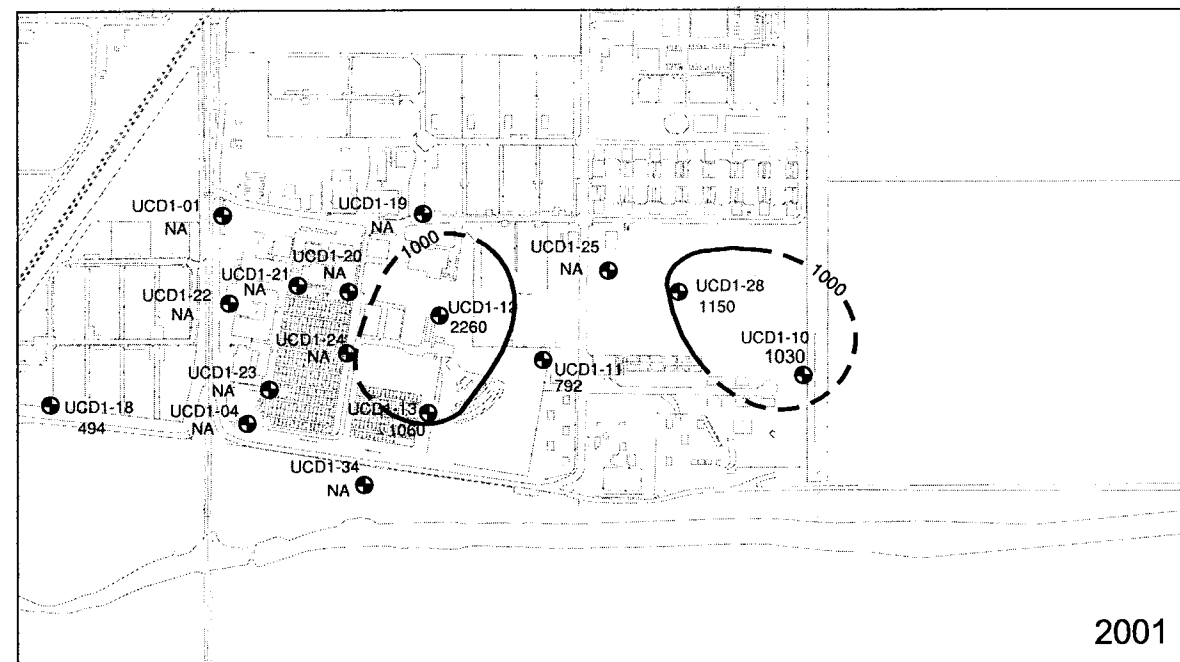 UCD1-01
NA
UCD1-19
NA
1000
UCD1-25
NA
UCD1-20
NA
UCD1-21
NA
UCD1-22
NA
UCD1-12
2260
UCD1-28
1150
1000
UCD1-24
NA
UCD1-10
1030
UCD1-11
792
UCD1-23
NA
UCD1-18
494
UCD1-04
NA
UCD1-13
1060
UCD1-34
NA
2001